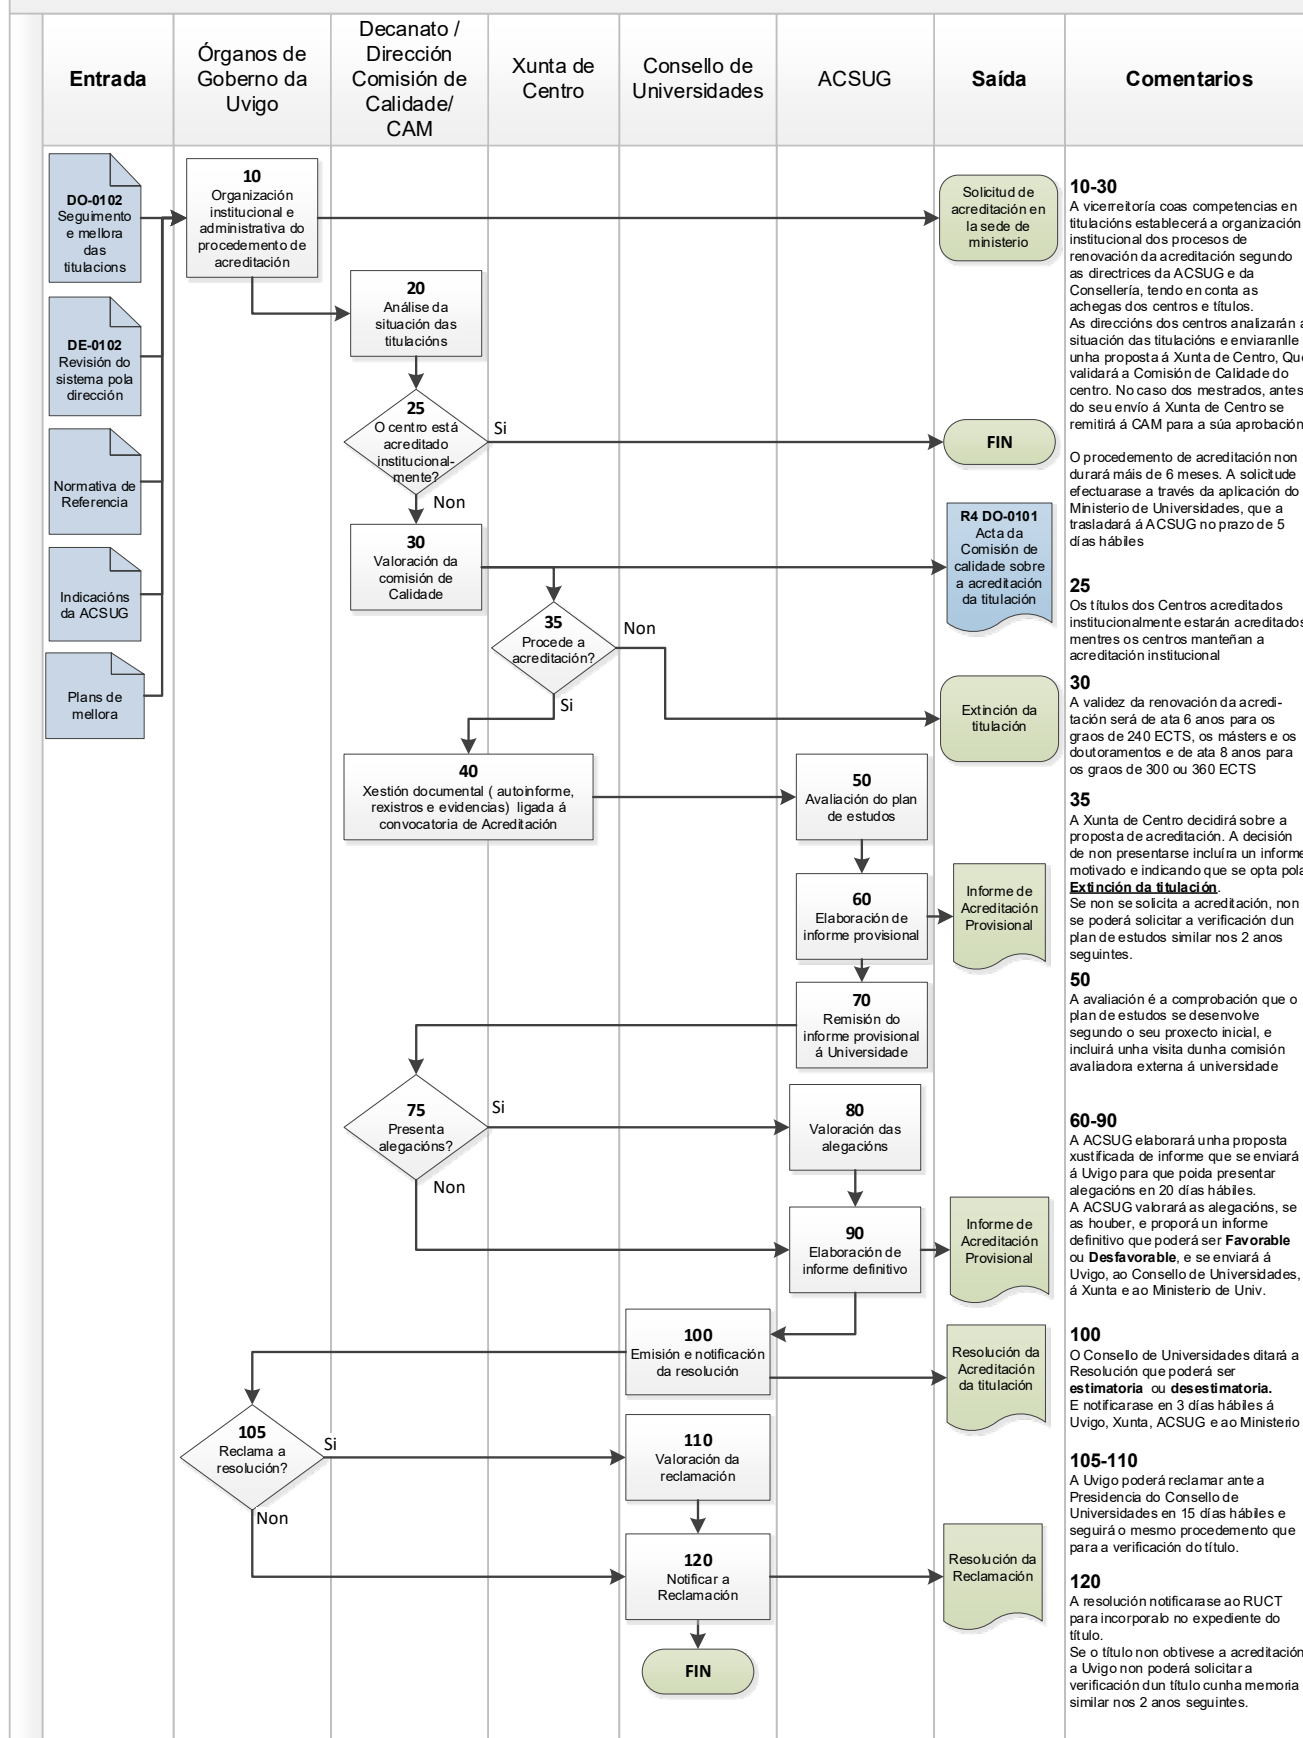 Entrada
Órganos de
Goberno da
Uvigo
Decanato /
Dirección
Comisión de
Calidade/
CAM
Xunta de
Centro
Consello de
Universidades
ACSUG
Saída
Comentarios
DO-0102
Seguimento
e mellora
das
titulacions
DE-0102
Revisión do
sistema pola
dirección
Normativa de
Referencia
Indicacións
da ACSUG
Plans de
mellora
10
Organización
institucional e
administrativa do
procedemento de
acreditación
20
Análise da
situación das
titulacións
25
O centro está
acreditado
institucional-
mente?
Si
Non
30
Valoración da
comisión de
Calidade
35
Procede a
acreditación?
Non
Si
40
Xestión documental ( autoinforme,
rexistros e evidencias) ligada á
convocatoria de Acreditación
50
Avaliación do plan
de estudos
60
Elaboración de
informe provisional
70
Remisión do
informe provisional
á Universidade
75
Presenta
alegacións?
Si
Non
80
Valoración das
alegacións
90
Elaboración de
informe definitivo
100
Emisión e notificación
da resolución
105
Reclama a
resolución?
Si
Non
110
Valoración da
reclamación
120
Notificar a
Reclamación
FIN
Solicitud de
acreditación en
la sede de
ministerio
FIN
R4 DO-0101
Acta da
Comisión de
calidade sobre
a acreditación
da titulación
Extinción da
titulación
Informe de
Acreditación
Provisional
Informe de
Acreditación
Provisional
Resolución da
Acreditación
da titulación
Resolución da
Reclamación
10-30
A vicerreitoría coas competencias en
titulacións establecerá a organización
institucional dos procesos de
renovación da acreditación segundo
as directrices da ACSUG e da
Consellería, tendo en conta as
achegas dos centros e títulos.
As direccións dos centros analizarán a
situación das titulacións e enviaranlle
unha proposta á Xunta de Centro, Que
validará a Comisión de Calidade do
centro. No caso dos mestrados, antes
do seu envío á Xunta de Centro se
remitirá á CAM para a súa aprobación
O procedemento de acreditación non
durará máis de 6 meses. A solicitude
efectuarase a través da aplicación do
Ministerio de Universidades, que a
trasladará á ACSUG no prazo de 5
días hábiles
25
Os títulos dos Centros acreditados
institucionalmente estarán acreditados
mentres os centros manteñan a
acreditación institucional
30
A validez da renovación da acredi-
tación será de ata 6 anos para os
graos de 240 ECTS, os másters e os
doutoramentos e de ata 8 anos para
os graos de 300 ou 360 ECTS
35
A Xunta de Centro decidirá sobre a
proposta de acreditación. A decisión
de non presentarse incluíra un informe
motivado e indicando que se opta pola
Extinción da titulación.
Se non se solicita a acreditación, non
se poderá solicitar a verificación dun
plan de estudos similar nos 2 anos
seguintes.
50
A avaliación é a comprobación que o
plan de estudos se desenvolve
segundo o seu proxecto inicial, e
incluirá unha visita dunha comisión
avaliadora externa á universidade
60-90
A ACSUG elaborará unha proposta
xustificada de informe que se enviará
á Uvigo para que poida presentar
alegacións en 20 días hábiles.
A ACSUG valorará as alegacións, se
as houber, e proporá un informe
definitivo que poderá ser Favorable
ou Desfavorable, e se enviará á
Uvigo, ao Consello de Universidades,
á Xunta e ao Ministerio de Univ.
100
O Consello de Universidades ditará a
Resolución que poderá ser
estimatoria ou desestimatoria.
E notificarase en 3 días hábiles á
Uvigo, Xunta, ACSUG e ao Ministerio
105-110
A Uvigo poderá reclamar ante a
Presidencia do Consello de
Universidades en 15 días hábiles e
seguirá o mesmo procedemento que
para a verificación do título.
120
A resolución notificarase ao RUCT
para incorporalo no expediente do
título.
Se o título non obtivese a acreditación
a Uvigo non poderá solicitar a
verificación dun título cunha memoria
similar nos 2 anos seguintes.